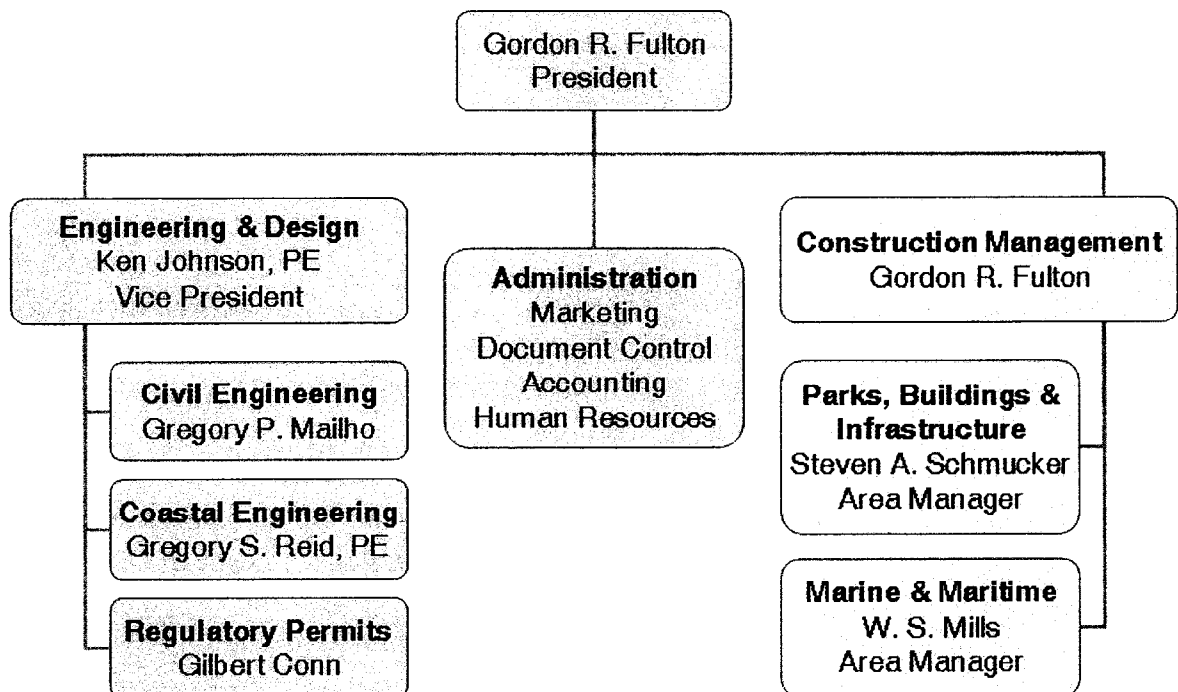 Gordon R. Fulton
President
Engineering & Design
Ken Johnson, PE
Vice President
Civil Engineering
Gregory P. Mailho
Coastal Engineering
Gregory S. Reid, PE
Regulatory Permits
Gilbert Conn
Administration
Marketing
Document Control
Accounting
Human Resources
Construction Management
Gordon R. Fulton
Parks, Buildings &
Infrastructure
Steven A. Schmucker
Area Manager
Marine & Maritime
W. S. Mills
Area Manager